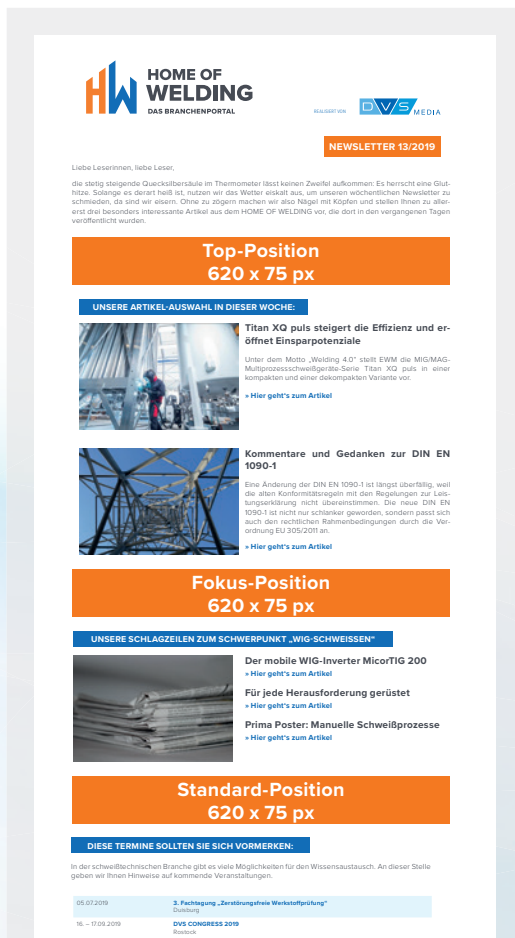 HOME OF
WELDING
DAS BRANCHENPORTAL
REALISIERT VON
DVS
MEDIA
NEWSLETTER 13/2019
Liebe Leserinnen, liebe Leser,
die stetig steigende Quecksilbersäule im Thermometer lässt keinen Zweifel aufkommen: Es herrscht eine Glut-
hitze. Solange es derart heiß ist, nutzen wir das Wetter eiskalt aus, um unseren wöchentlichen Newsletter zu
schmieden, da sind wir eisern. Ohne zu zögern machen wir also Nägel mit Köpfen und stellen Ihnen zu aller-
erst drei besonders interessante Artikel aus dem HOME OF WELDING vor, die dort in den vergangenen Tagen
veröffentlicht wurden.
Top-Position
620 x 75 px
UNSERE ARTIKEL-AUSWAHL IN DIESER WOCHE:
Titan XQ puls steigert die Effizienz und er-
öffnet Einsparpotenziale
Unter dem Motto „Welding 4.0" stellt EWM die MIG/MAG-
Multiprozessschweißgeräte-Serie Titan XQ puls in einer
kompakten und einer dekompakten Variante vor.
» Hier geht's zum Artikel
Kommentare und Gedanken zur DIN EN
1090-1
Eine Änderung der DIN EN 1090-1 ist längst überfällig, weil
die alten Konformitätsregeln mit den Regelungen zur Leis-
tungserklärung nicht übereinstimmen. Die neue DIN EN
1090-1 ist nicht nur schlanker geworden, sondern passt sich
auch den rechtlichen Rahmenbedingungen durch die Ver-
ordnung EU 305/2011 an.
» Hier geht's zum Artikel
Fokus-Position
620 x 75 px
UNSERE SCHLAGZEILEN ZUM SCHWERPUNKT „WIG-SCHWEISSEN"
Der mobile WIG-Inverter MicorTIG 200
» Hier geht's zum Artikel
Für jede Herausforderung gerüstet
» Hier geht's zum Artikel
Prima Poster: Manuelle Schweißprozesse
» Hier geht's zum Artikel
Standard-Position
620 x 75 px
DIESE TERMINE SOLLTEN SIE SICH VORMERKEN:
In der schweißtechnischen Branche gibt es viele Möglichkeiten für den Wissensaustausch. An dieser Stelle
geben wir Ihnen Hinweise auf kommende Veranstaltungen.
05.07.2019 3. Fachtagung „Zerstörungsfreie Werkstoffprüfung"
Duisburg
16. – 17.09.2019 DVS CONGRESS 2019
Rostock